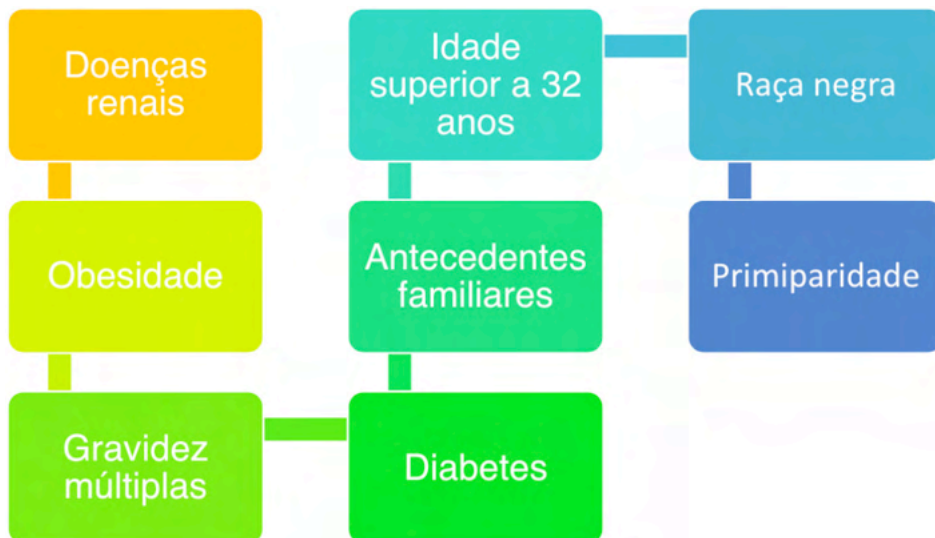 Doenças
renais
Obesidade
Gravidez
múltiplas
Diabetes
Antecedentes
familiares
Idade
superior a 32
anos
Raça negra
Primiparidade